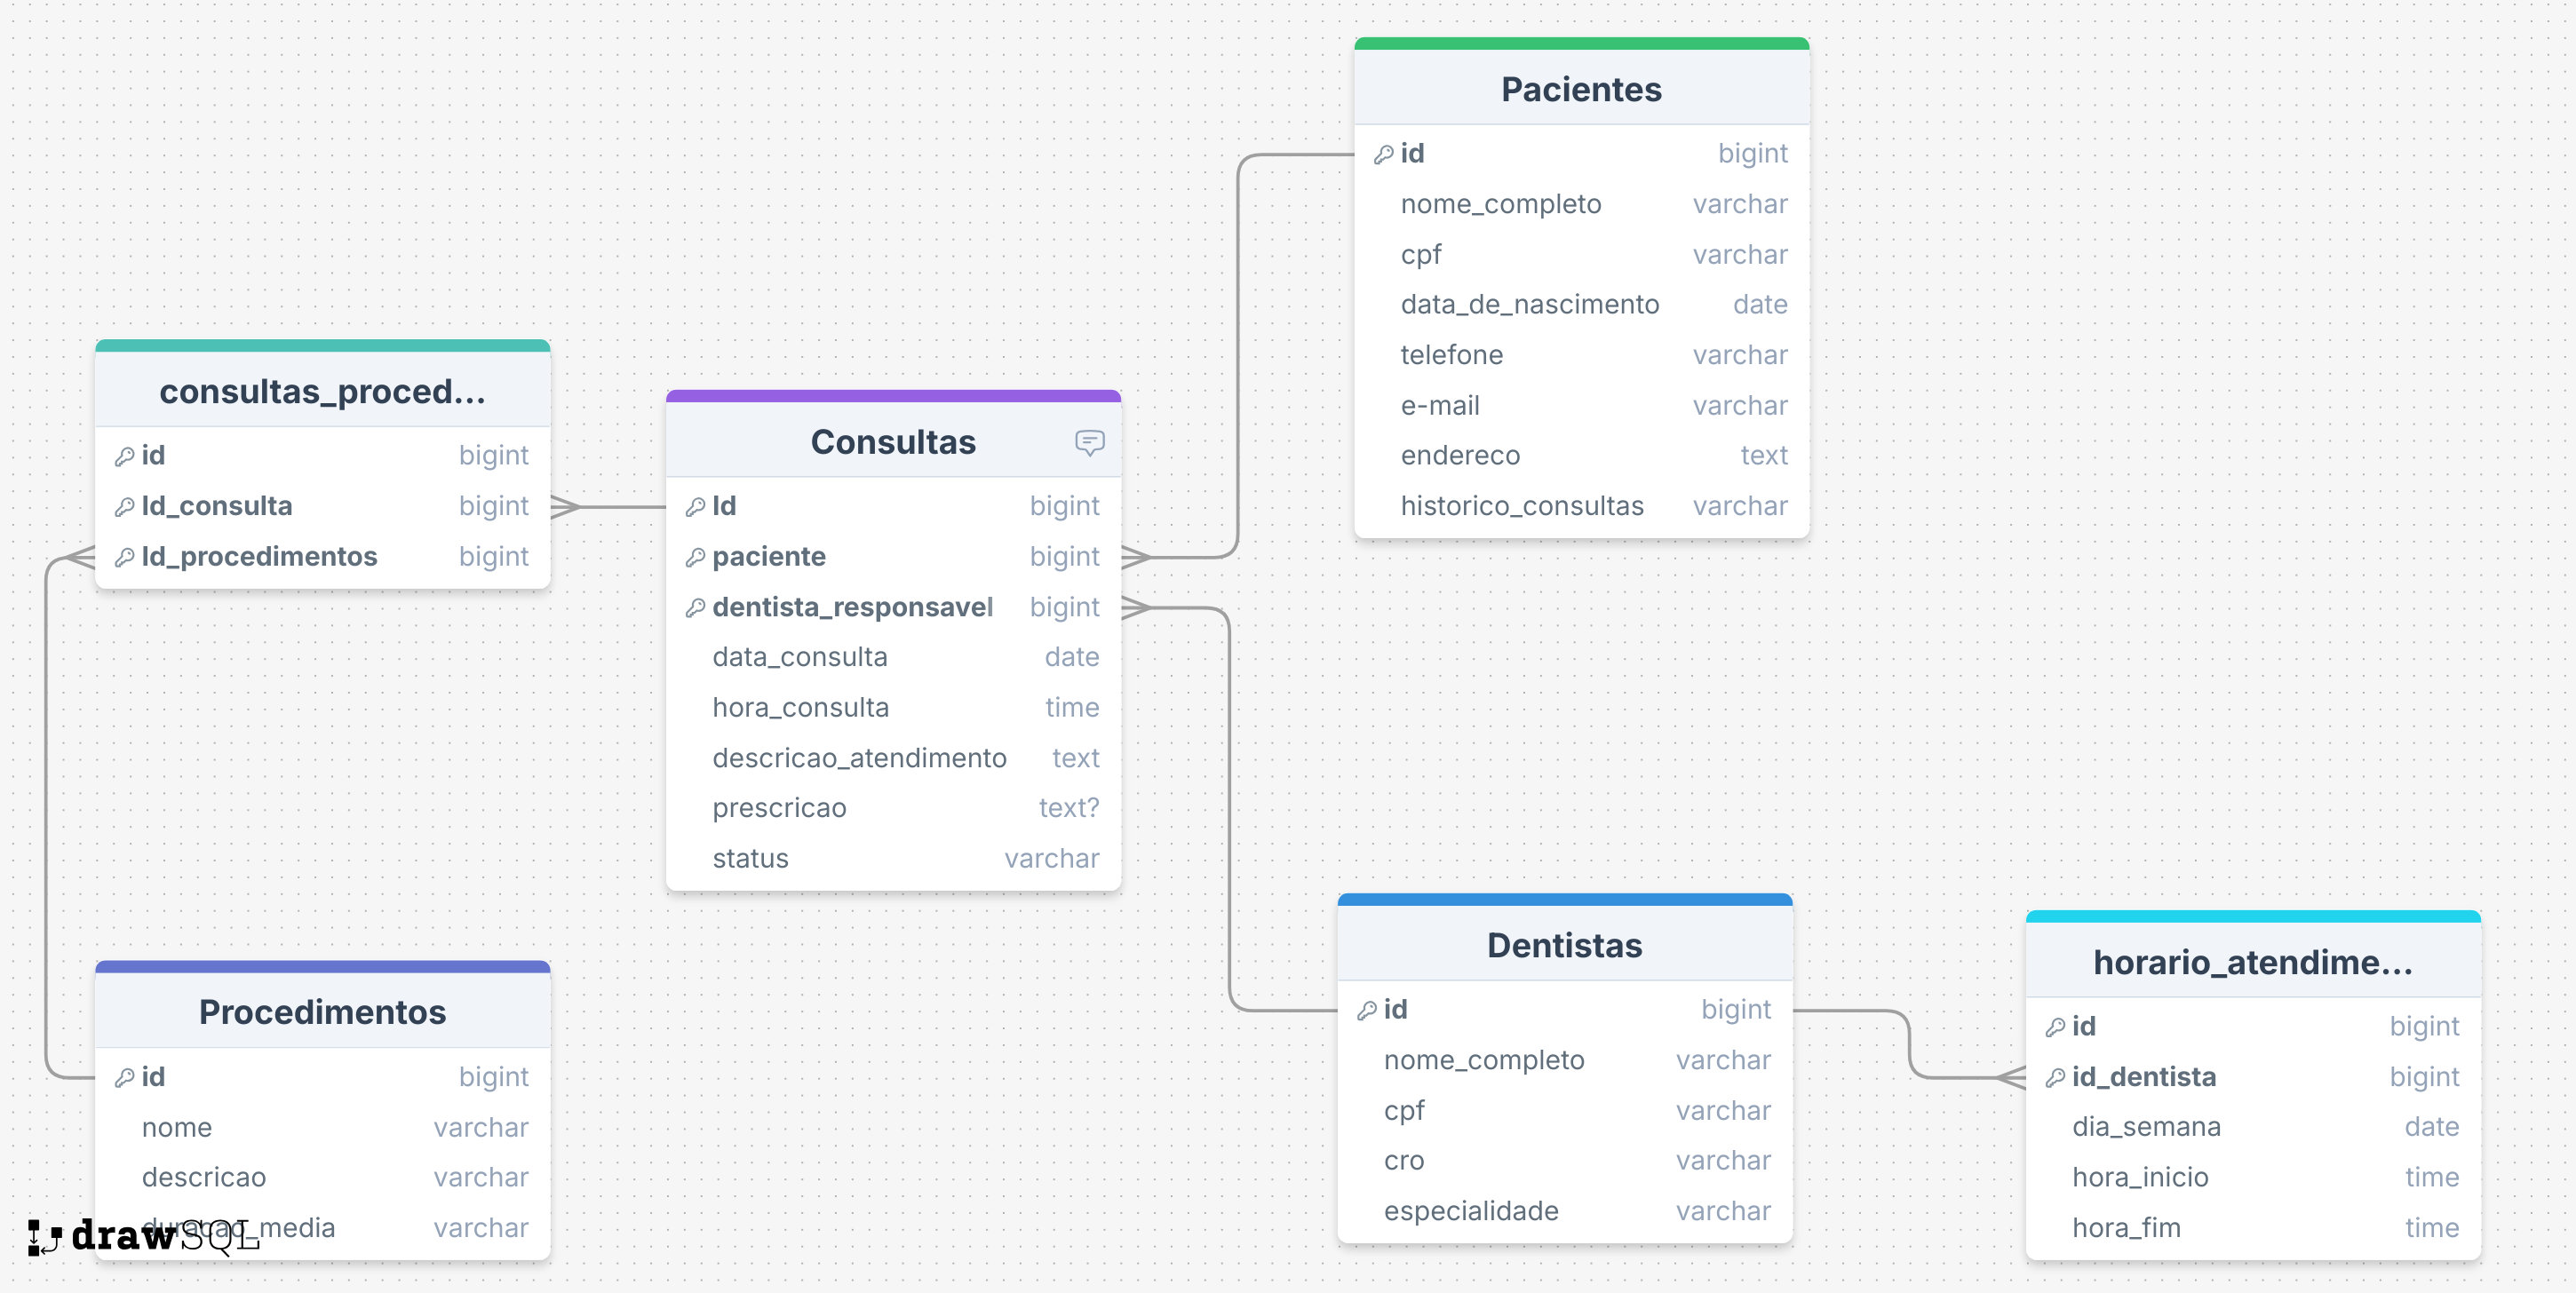 Pacientes
id bigint
nome_completo varchar
cpf varchar
data_de_nascimento date
telefone varchar
e-mail varchar
endereco text
historico_consultas varchar
consultas_proced...
id bigint
Id_consulta bigint
Id_procedimentos bigint
Consultas
Id bigint
paciente bigint
dentista_responsavel bigint
data_consulta date
hora_consulta time
descricao_atendimento text
prescricao text?
status varchar
Procedimentos
id bigint
nome varchar
descricao varchar
duracao_media varchar
drawSQL
Dentistas
id bigint
nome_completo varchar
cpf varchar
cro varchar
especialidade varchar
horario_atendime...
id bigint
id_dentista bigint
dia_semana date
hora_inicio time
hora_fim time